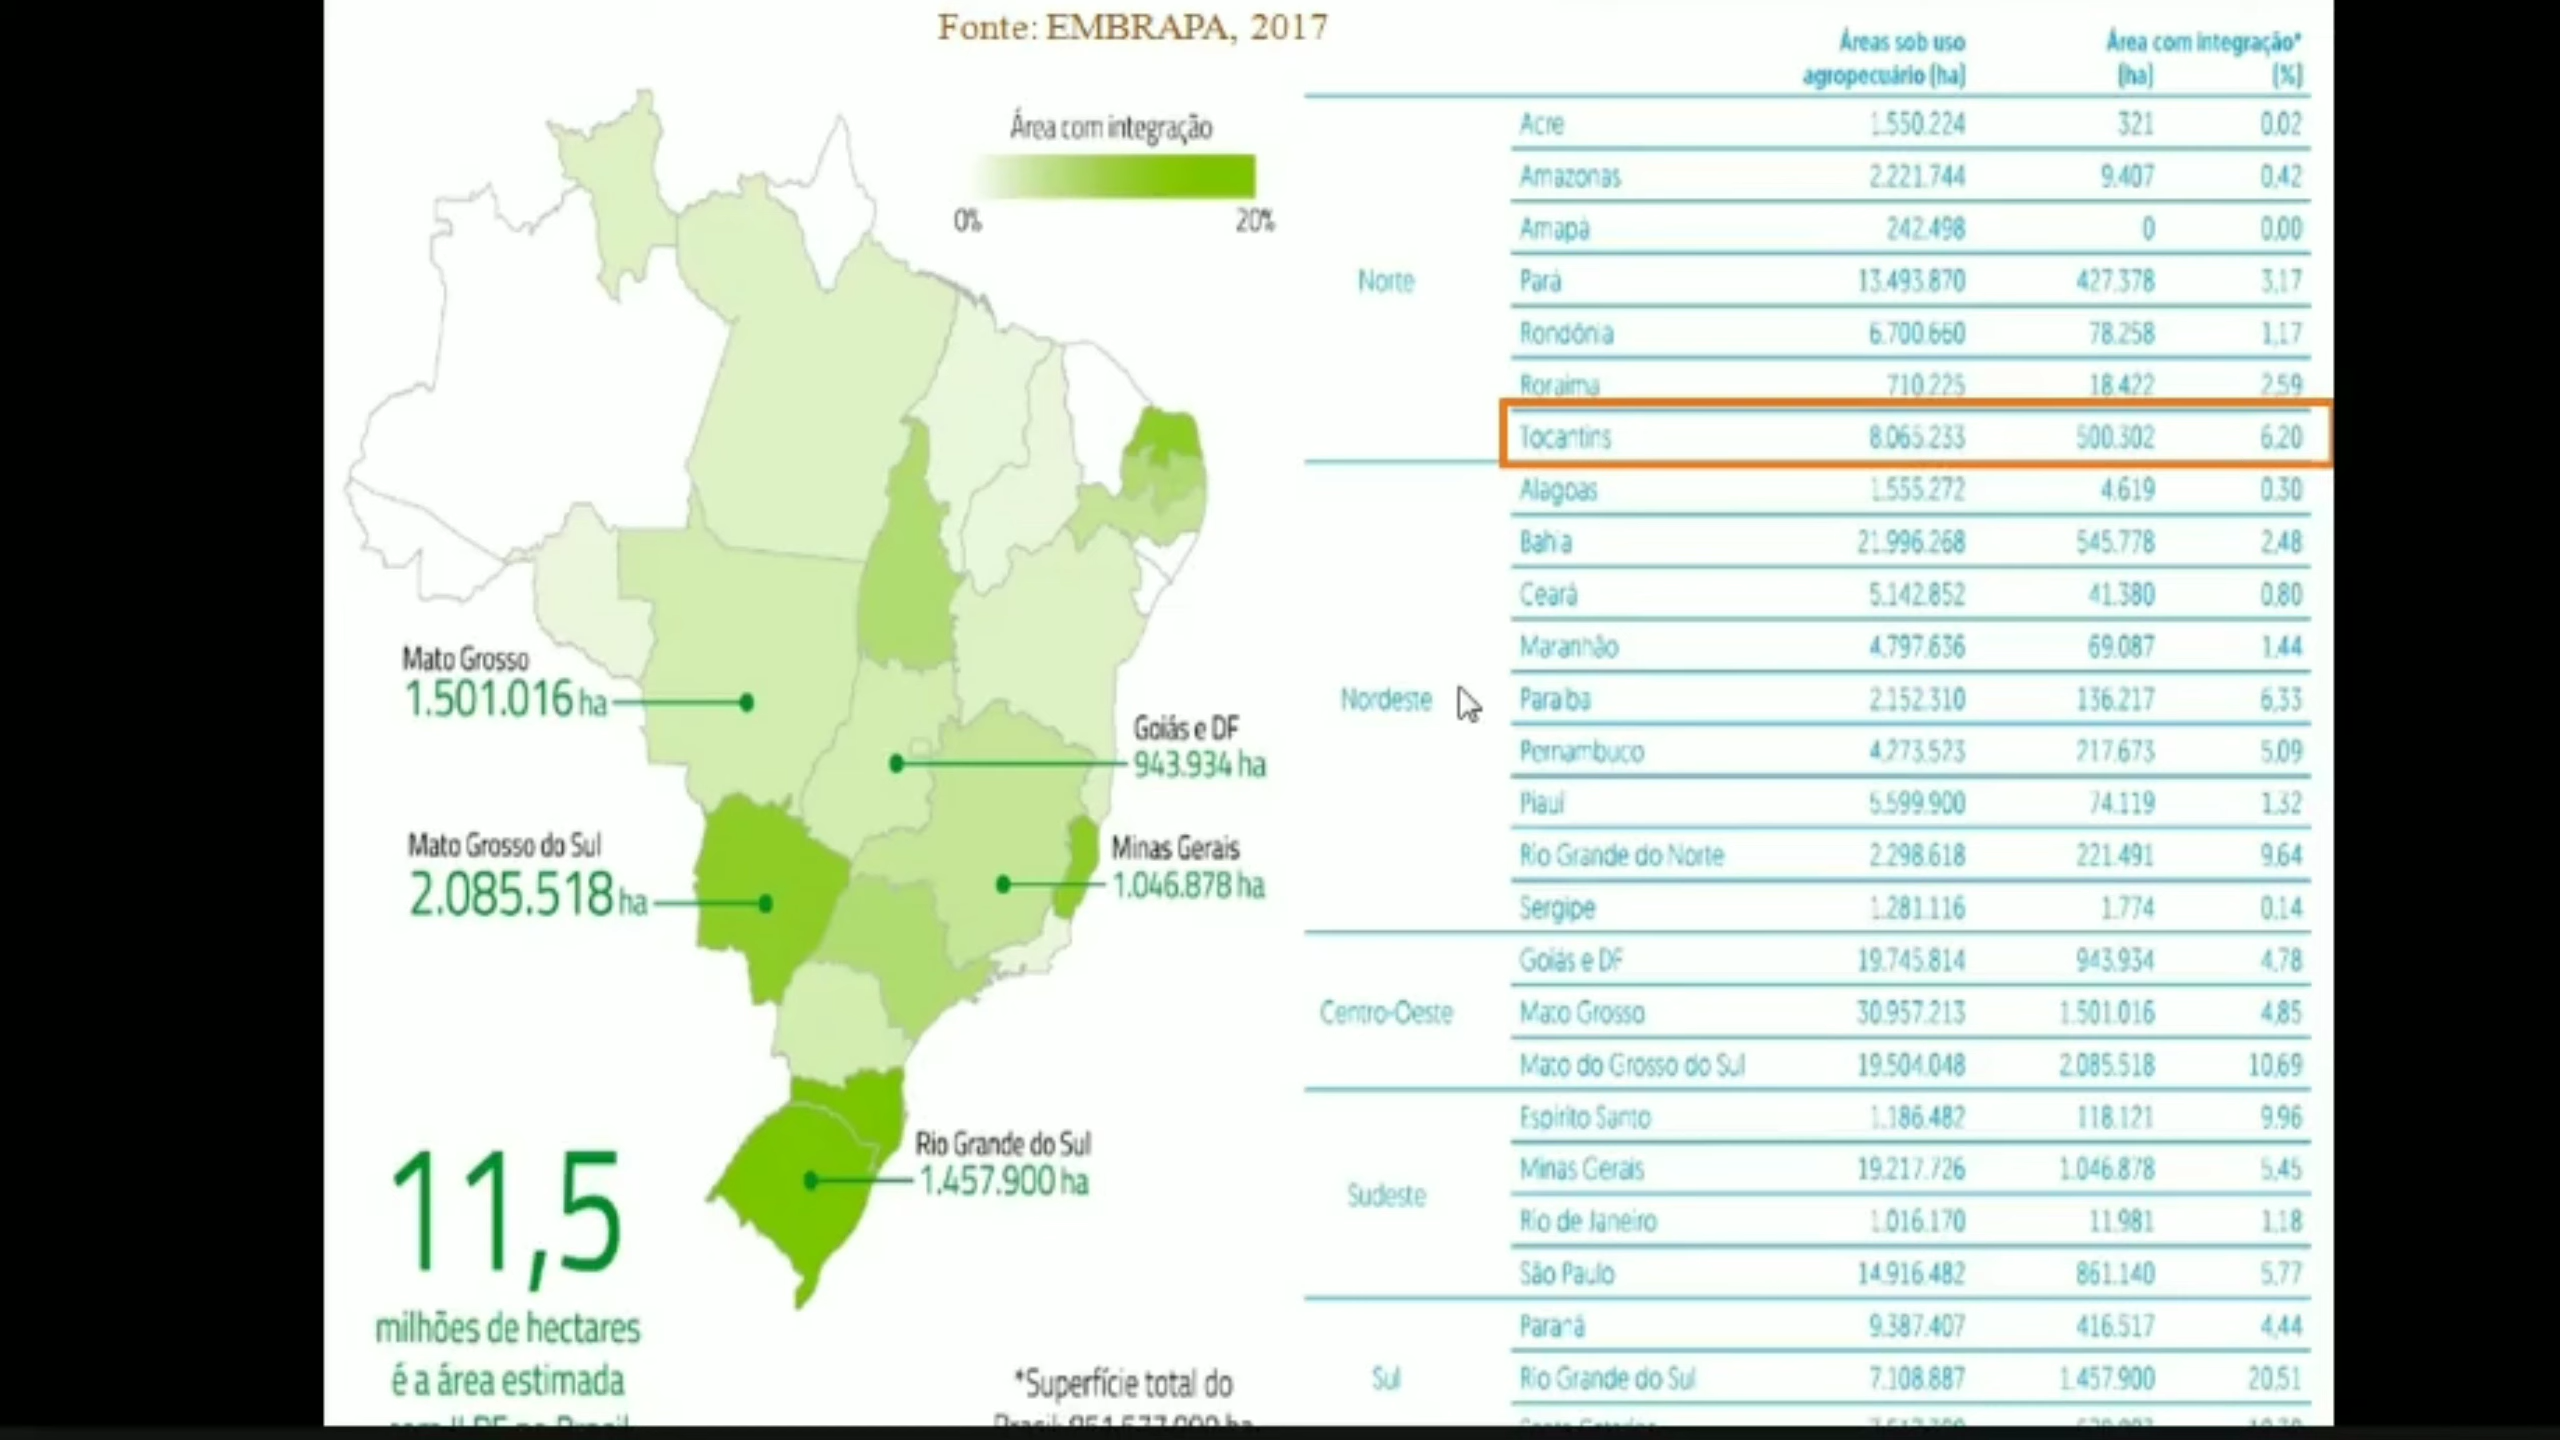 Fonte: EMBRAPA, 2017
Área com integração
0% 20%
Mato Grosso
1.501.016 ha
Goiás e DF
943.934 ha
Mato Grosso do Sul
2.085.518 ha
Minas Gerais
1.046.878 ha
Rio Grande do Sul
1.457.900 ha
11,5
milhões de hectares
é a área estimada
*Superfície total do
Áreas sob uso Área com integração*
agropecuário (ha) (ha) (%)
Norte
Acre 1.550.224 321 0,02
Amazonas 2.221.744 9.407 0,42
Amapá 242.498 0 0,00
Pará 13.493.870 427.378 3,17
Rondônia 6.700.660 78.258 1,17
Roraima 710.225 18.422 2,59
Tocantins 8.065.233 500.302 6,20
Nordeste
Alagoas 1.555.272 4.619 0,30
Bahia 21.996.268 545.778 2,48
Ceará 5.142.852 41.380 0,80
Maranhão 4.797.636 69.087 1,44
Paraíba 2.152.310 136.217 6,33
Pernambuco 4.273.523 217.673 5,09
Piauí 5.599.900 74.119 1,32
Rio Grande do Norte 2.298.618 221.491 9,64
Sergipe 1.281.116 1.774 0,14
Centro-Oeste
Goiás e DF 19.745.814 943.934 4,78
Mato Grosso 30.957.213 1.501.016 4,85
Mato do Grosso do Sul 19.504.048 2.085.518 10,69
Sudeste
Espírito Santo 1.186.482 118.121 9,96
Minas Gerais 19.217.726 1.046.878 5,45
Rio de Janeiro 1.016.170 11.981 1,18
São Paulo 14.916.482 861.140 5,77
Sul
Paraná 9.387.407 416.517 4,44
Rio Grande do Sul 7.108.887 1.457.900 20,51